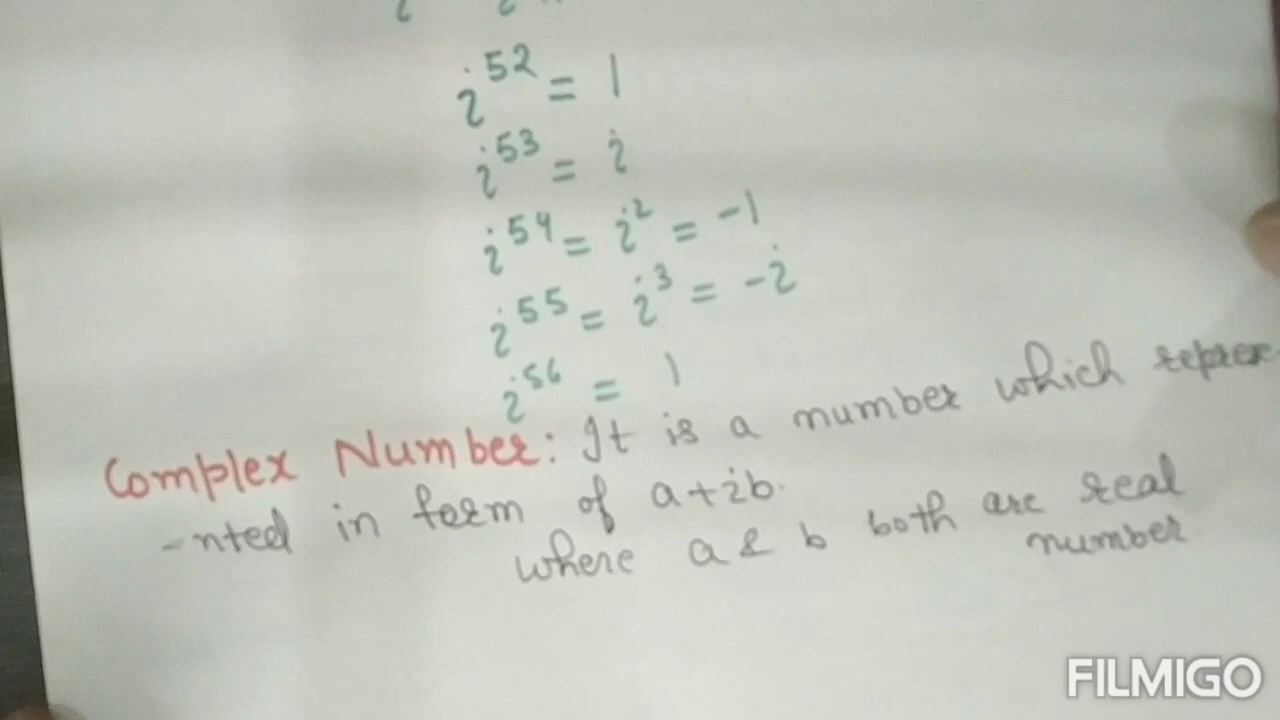 i^52 = 1
i^53 = i
i^54 = i^2 = -1
i^55 = i^3 = -i
i^56 = 1
Complex Number: It is a number which repres-
-nted in form of a+ib.
where a & b both are real
number
FILMIGO